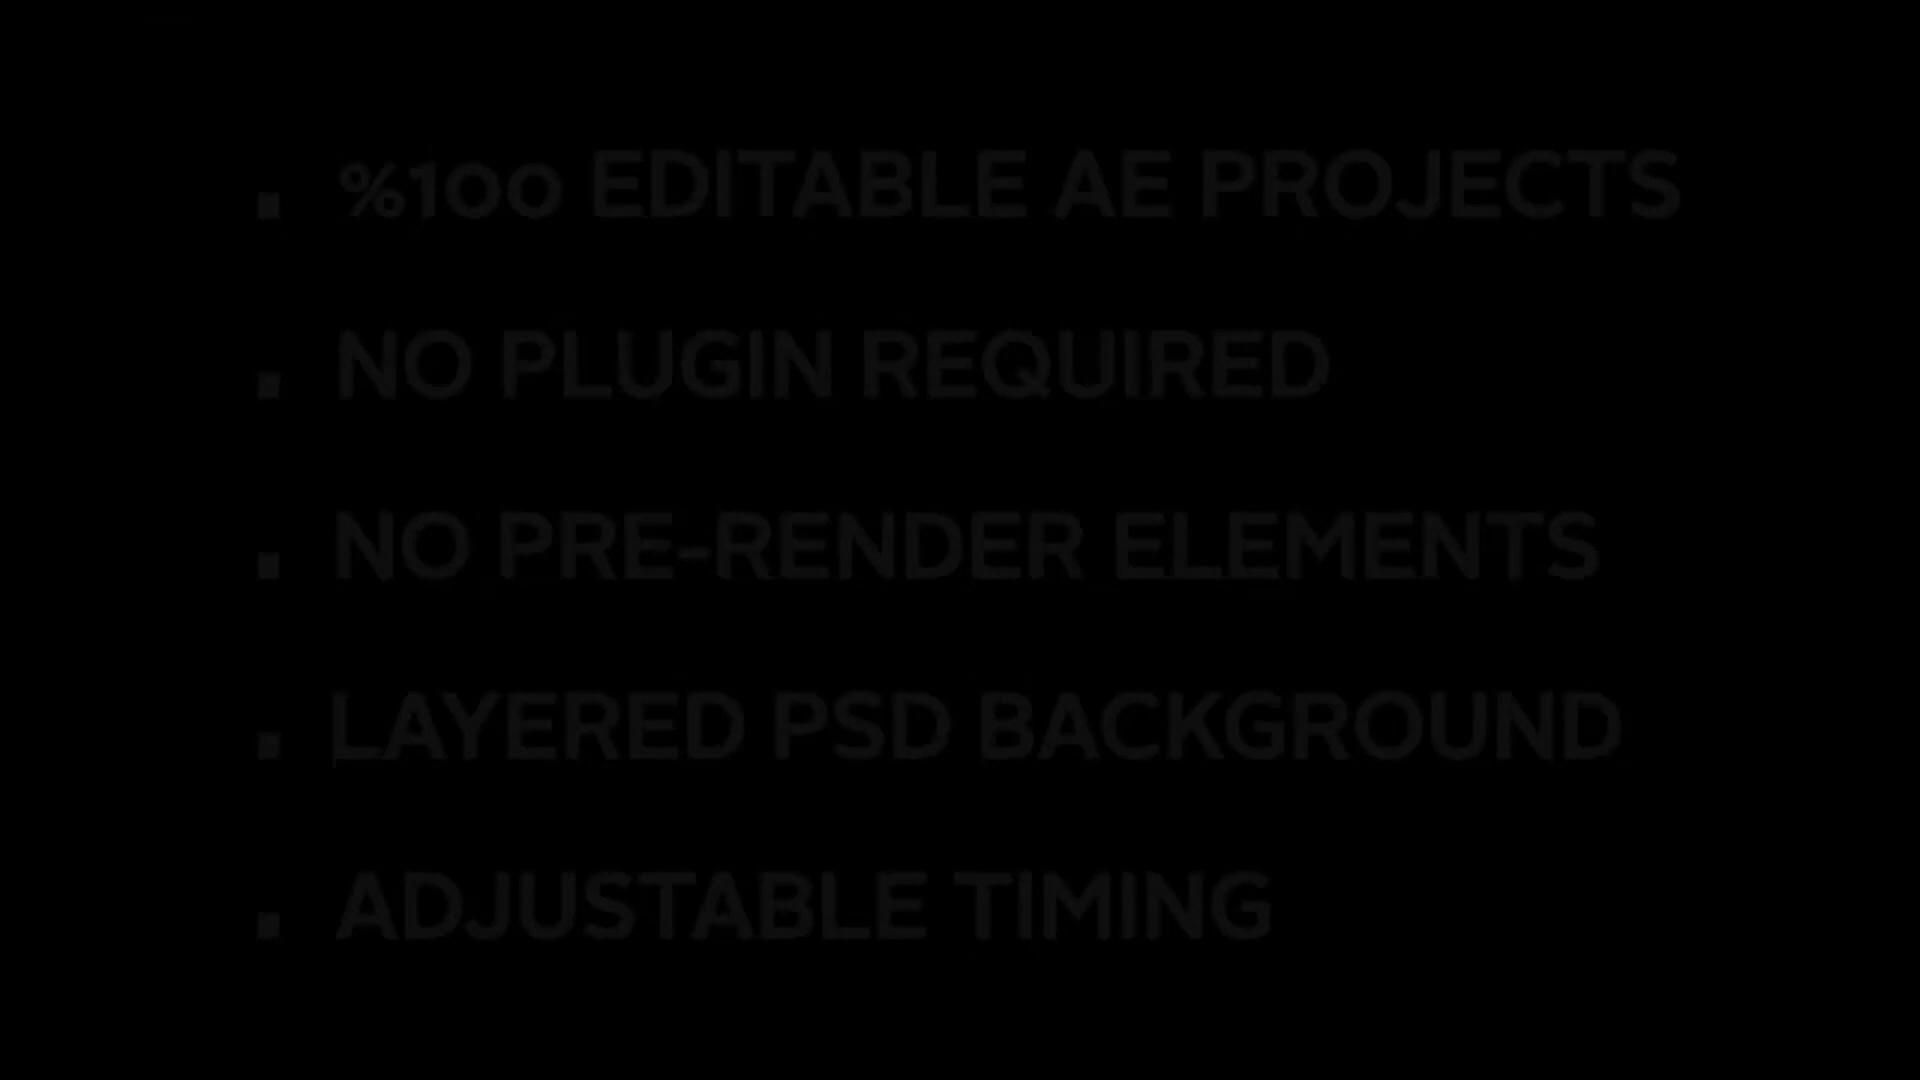 ▪ %100 EDITABLE AE PROJECTS
▪ NO PLUGIN REQUIRED
▪ NO PRE-RENDER ELEMENTS
▪ LAYERED PSD BACKGROUND
▪ ADJUSTABLE TIMING